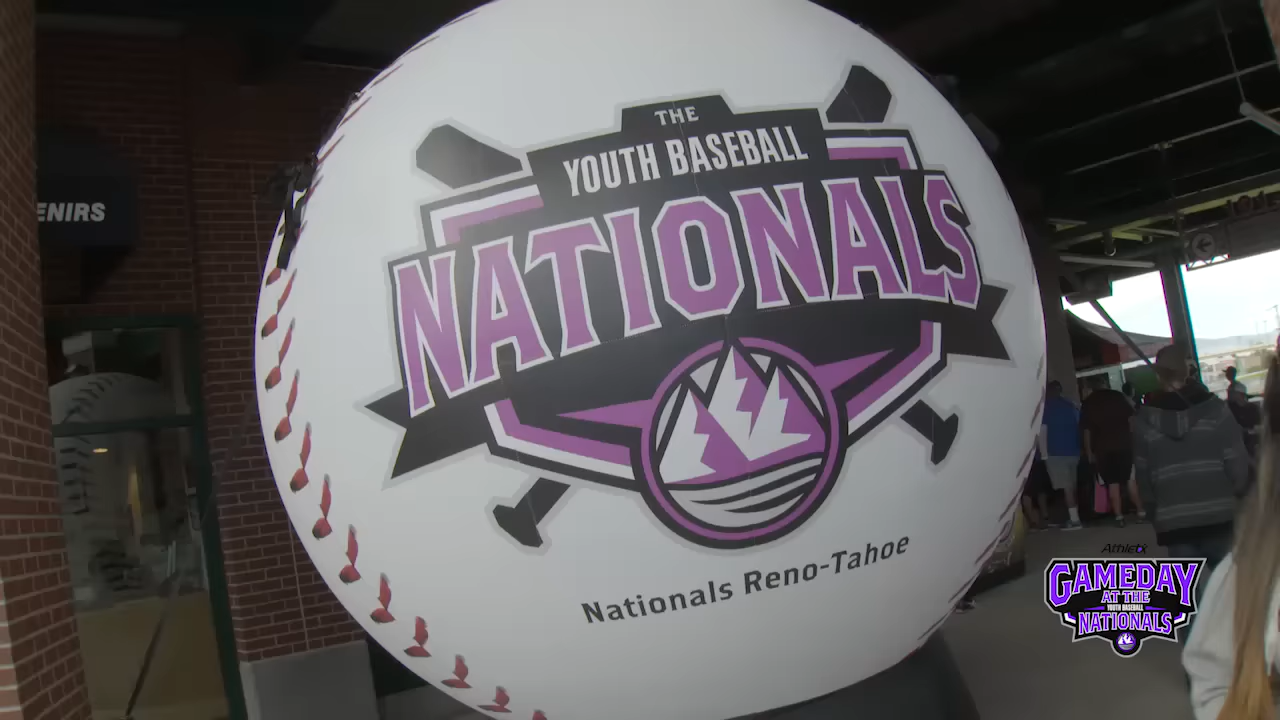 ENIRS
THE
YOUTH BASEBALL
NATIONALS
Nationals Reno-Tahoe
Athletx
GAMEDAY
AT THE
YOUTH BASEBALL
NATIONALS